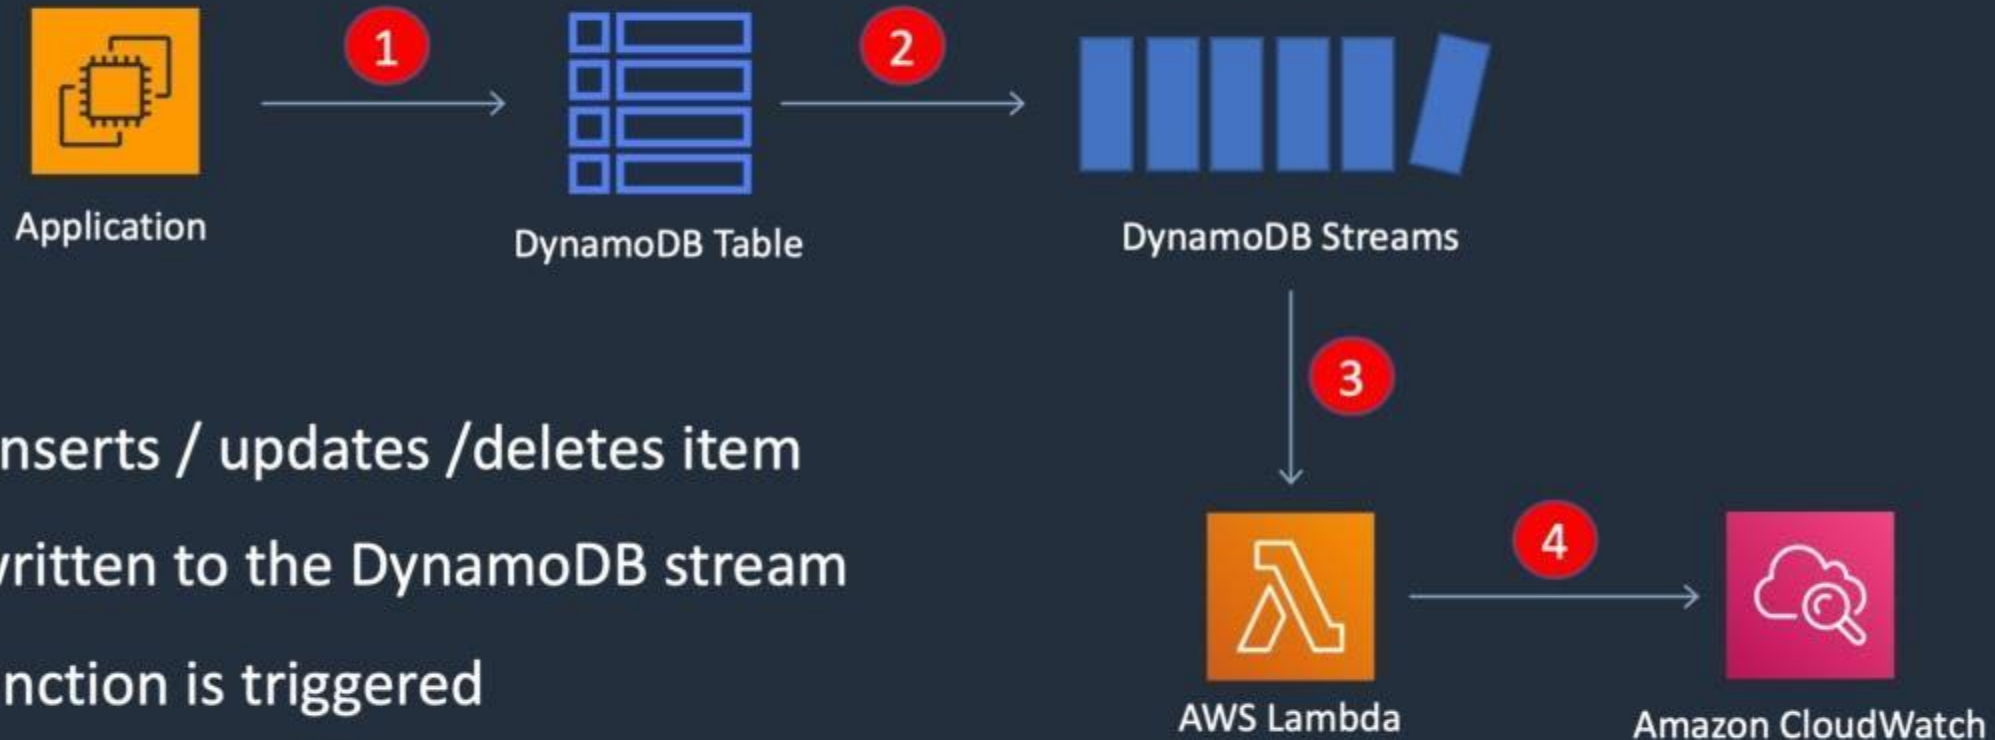 1
2
Application
DynamoDB Table
DynamoDB Streams
3
nserts / updates /deletes item
4
written to the DynamoDB stream
nction is triggered
AWS Lambda
Amazon CloudWatch